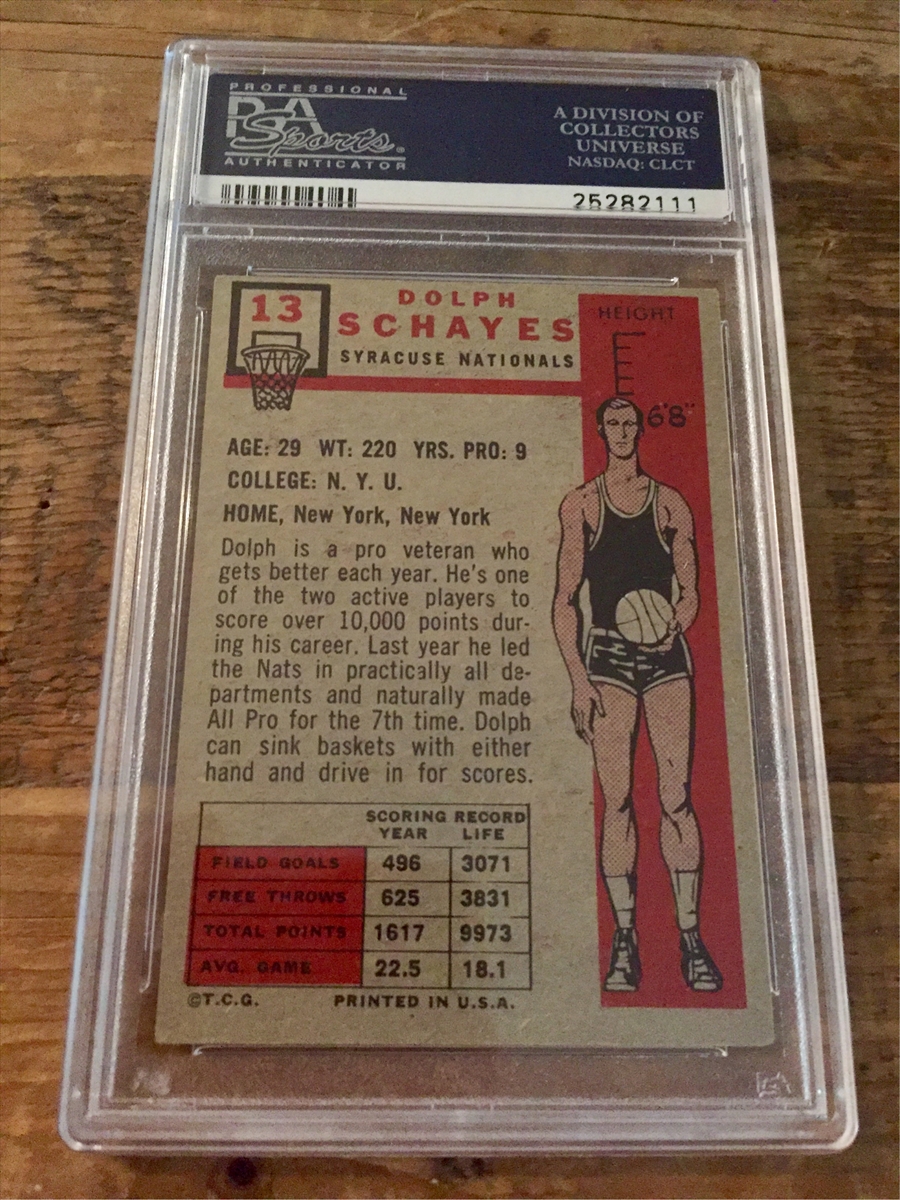 PROFESSIONAL
PSA
Sports®
AUTHENTICATOR
A DIVISION OF
COLLECTORS
UNIVERSE
NASDAQ: CLCT
25282111
13
DOLPH
SCHAYES
SYRACUSE NATIONALS
HEIGHT
6'8"
AGE: 29 WT: 220 YRS. PRO: 9
COLLEGE: N. Y. U.
HOME, New York, New York
Dolph is a pro veteran who
gets better each year. He's one
of the two active players to
score over 10,000 points dur-
ing his career. Last year he led
the Nats in practically all de-
partments and naturally made
All Pro for the 7th time. Dolph
can sink baskets with either
hand and drive in for scores.
SCORING RECORD
YEAR LIFE
FIELD GOALS 496 3071
FREE THROWS 625 3831
TOTAL POINTS 1617 9973
AVG. GAME 22.5 18.1
©T.C.G. PRINTED IN U.S.A.